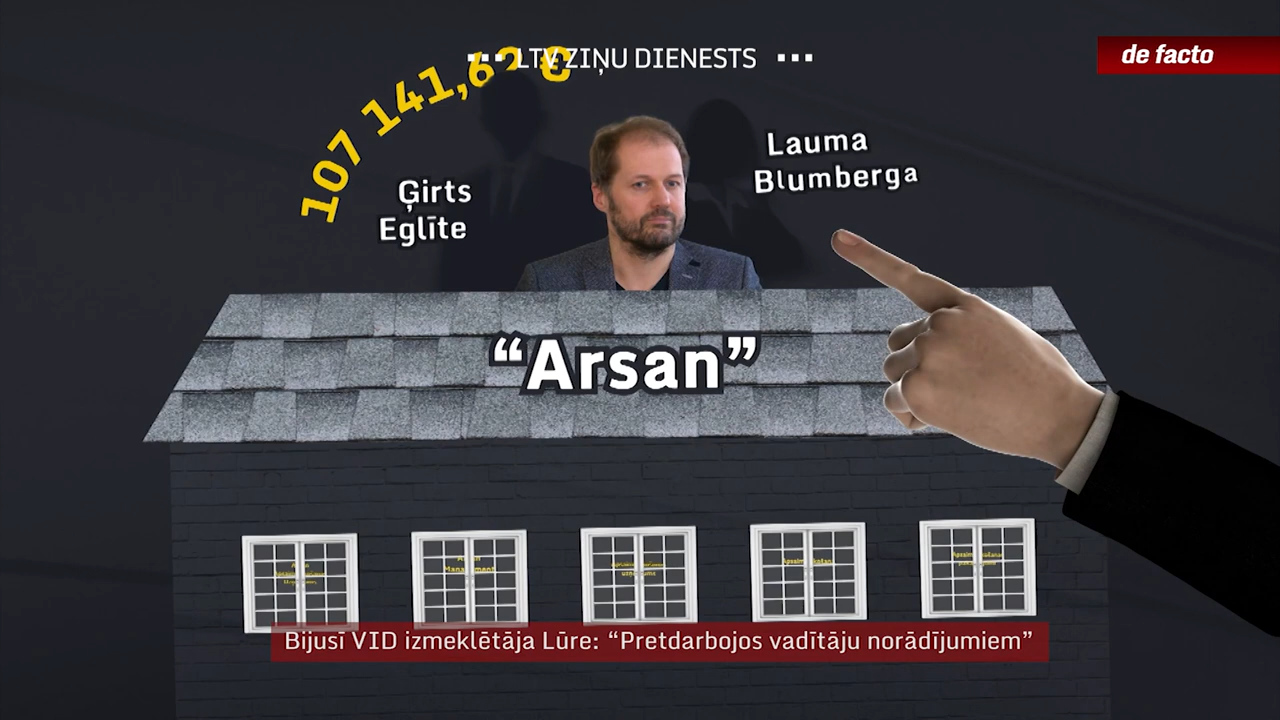 LTV ZIŅU DIENESTS
de facto
107 141,62 €
Lauma
Blumberga
Ģirts
Eglīte
“Arsan”
Bijusī VID izmeklētāja Lūre: “Pretdarbojos vadītāju norādījumiem”